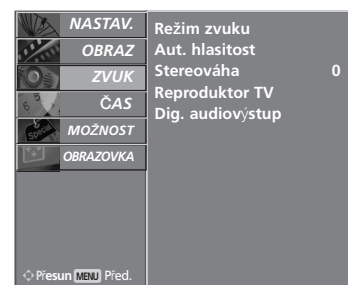 NASTAV.
OBRAZ
ZVUK
ČAS
MOŽNOST
OBRAZOVKA
Přesun MENU Před.
Režim zvuku
Aut. hlasitost
Stereováha 0
Reproduktor TV
Dig. audiovýstup